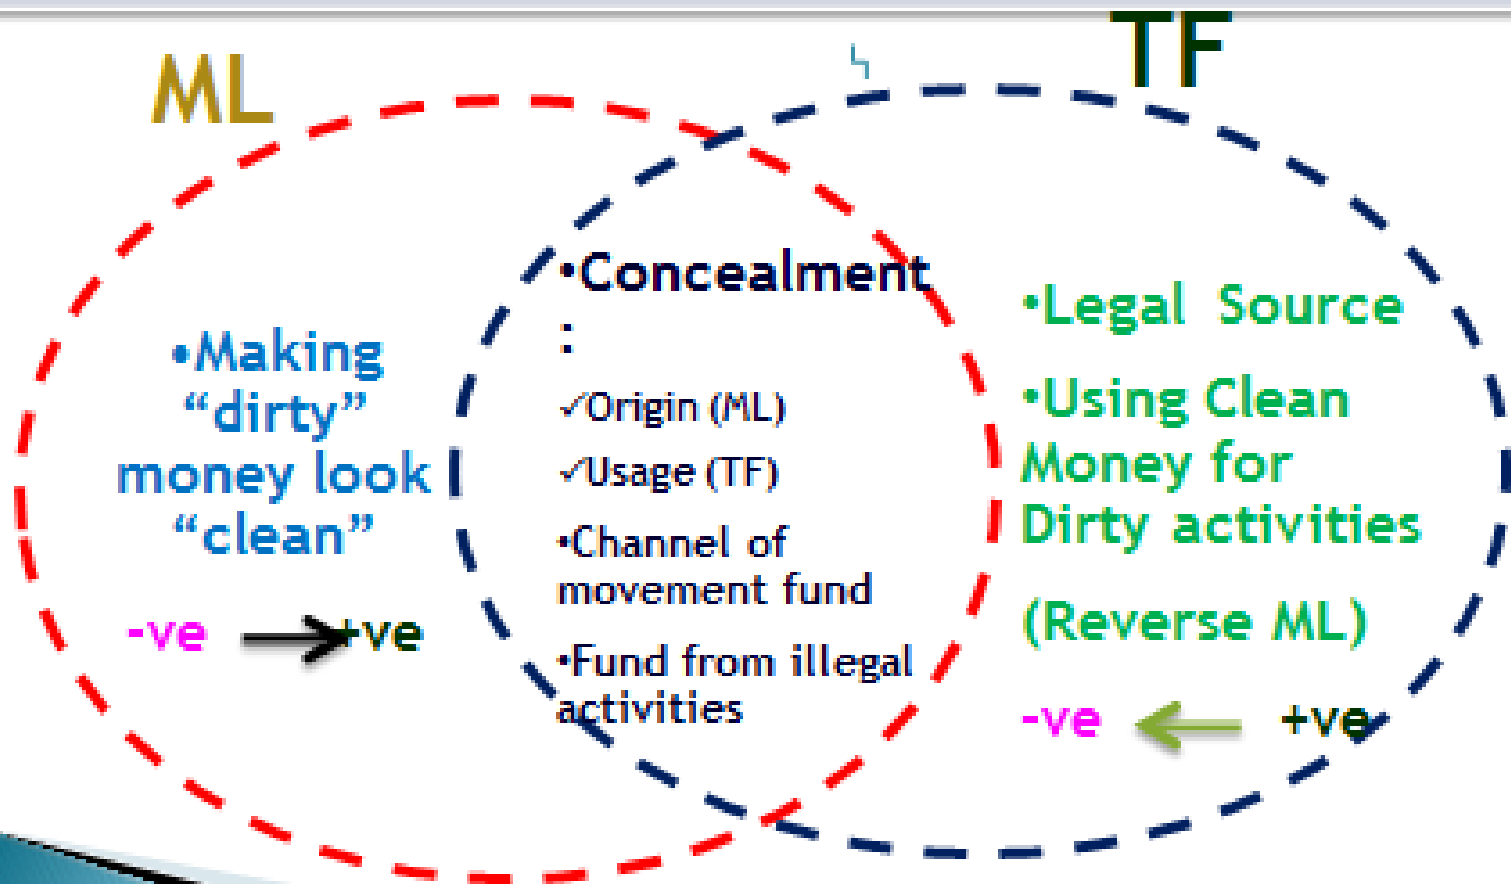 ML
TF
•Making
“dirty”
money look
“clean”
-ve +ve
•Concealment
:
✓Origin (ML)
✓Usage (TF)
•Channel of
movement fund
•Fund from illegal
activities
•Legal Source
•Using Clean
Money for
Dirty activities
(Reverse ML)
-ve +ve